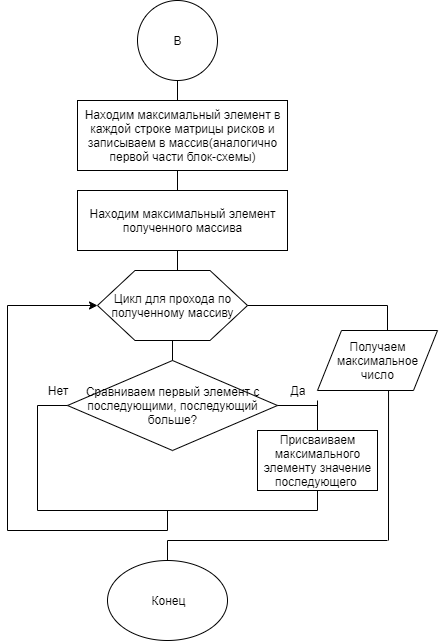 В
Находим максимальный элемент в
каждой строке матрицы рисков и
записываем в массив(аналогично
первой части блок-схемы)
Находим максимальный элемент
полученного массива
Цикл для прохода по
полученному массиву
Получаем
максимальное
число
Нет
Сравниваем первый элемент с
последующими, последующий
больше?
Да
Присваиваем
максимального
элементу значение
последующего
Конец